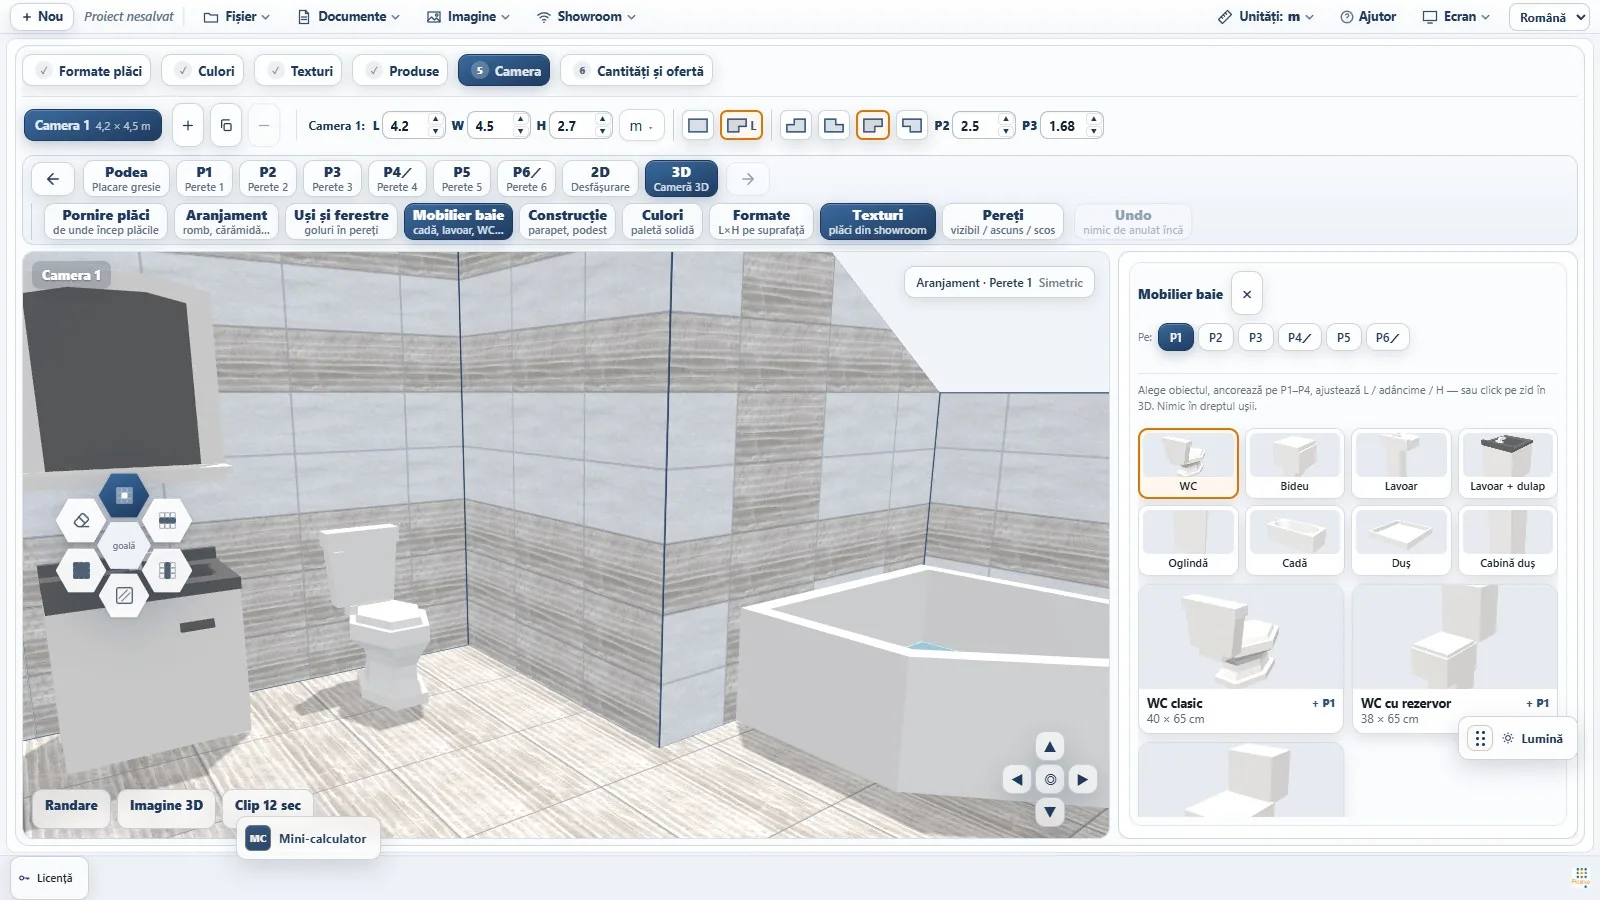 + Nou
Proiect nesalvat
Fișier
Documente
Imagine
Showroom
Unități: m
Ajutor
Ecran
Română
Formate plăci
Culori
Texturi
Produse
5 Camera
6 Cantități și ofertă
Camera 1 4,2 × 4,5 m
+
−
Camera 1:
L 4.2
W 4.5
H 2.7
m
L
P2 2.5
P3 1.68
Podea
Placare gresie
P1
Perete 1
P2
Perete 2
P3
Perete 3
P4
Perete 4
P5
Perete 5
P6
Perete 6
2D
Desfășurare
3D
Cameră 3D
Pornire plăci
de unde încep plăcile
Aranjament
romb, cărămidă...
Uși și ferestre
goluri în pereți
Mobilier baie
cadă, lavoar, WC...
Construcție
parapet, podest
Culori
paletă solidă
Formate
L×H pe suprafață
Texturi
plăci din showroom
Pereți
vizibil / ascuns / scos
Undo
nimic de anulat încă
Camera 1
Aranjament · Perete 1 Simetric
goală
Randare
Imagine 3D
Clip 12 sec
MC Mini-calculator
Mobilier baie
×
Pe:
P1
P2
P3
P4
P5
P6
Alege obiectul, ancorează pe P1–P4, ajustează L / adâncime / H — sau click pe zid în
3D. Nimic în dreptul ușii.
WC
Bideu
Lavoar
Lavoar + dulap
Oglindă
Cadă
Duș
Cabină duș
WC clasic + P1
40 × 65 cm
WC cu rezervor + P1
38 × 65 cm
Lumină
Licență